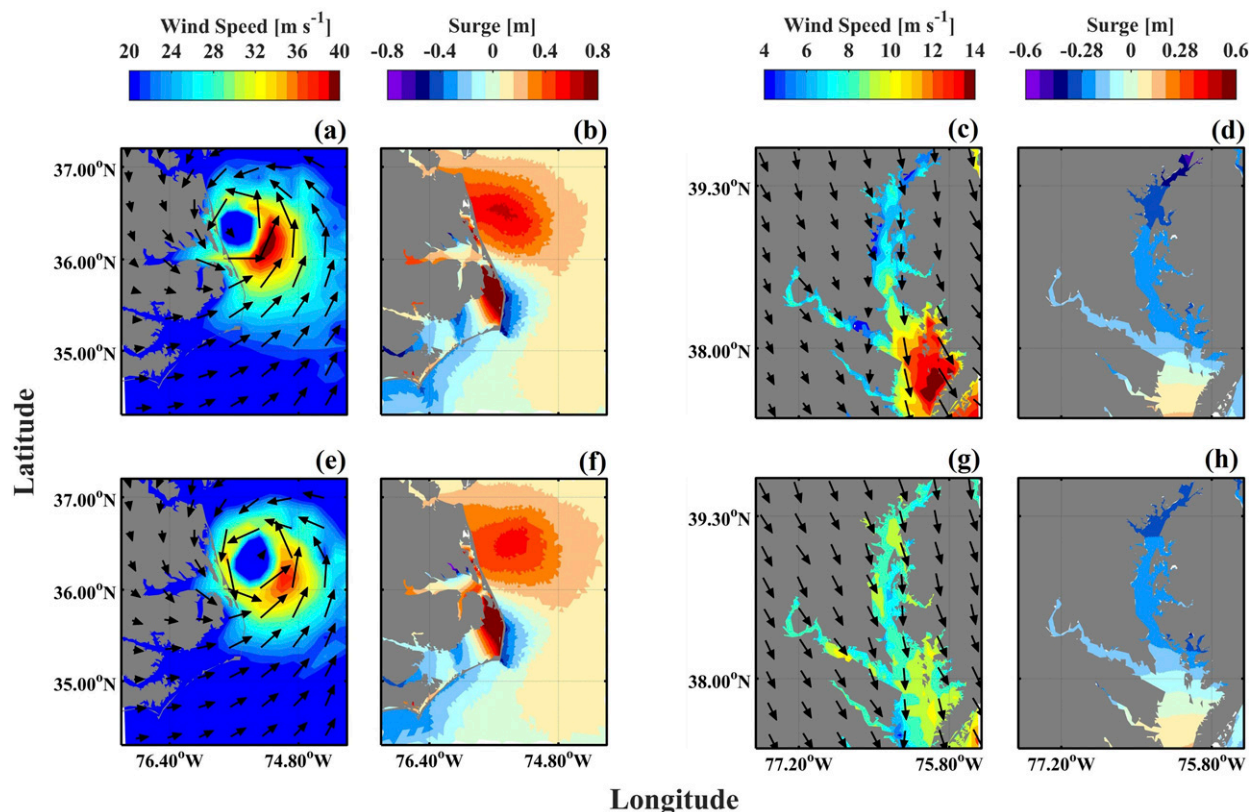 Wind Speed [m s-1] Surge [m] Wind Speed [m s-1] Surge [m]
20 24 28 32 36 40 -0.8 -0.4 0 0.4 0.8 4 6 8 10 12 14 -0.6 -0.28 0 0.28 0.6
(a) (b) (c) (d)
37.00°N 39.30°N
36.00°N 38.00°N
35.00°N
(e) (f) (g) (h)
37.00°N 39.30°N
36.00°N 38.00°N
35.00°N
76.40°W 74.80°W 76.40°W 74.80°W 77.20°W 75.80°W 77.20°W 75.80°W
Latitude
Longitude